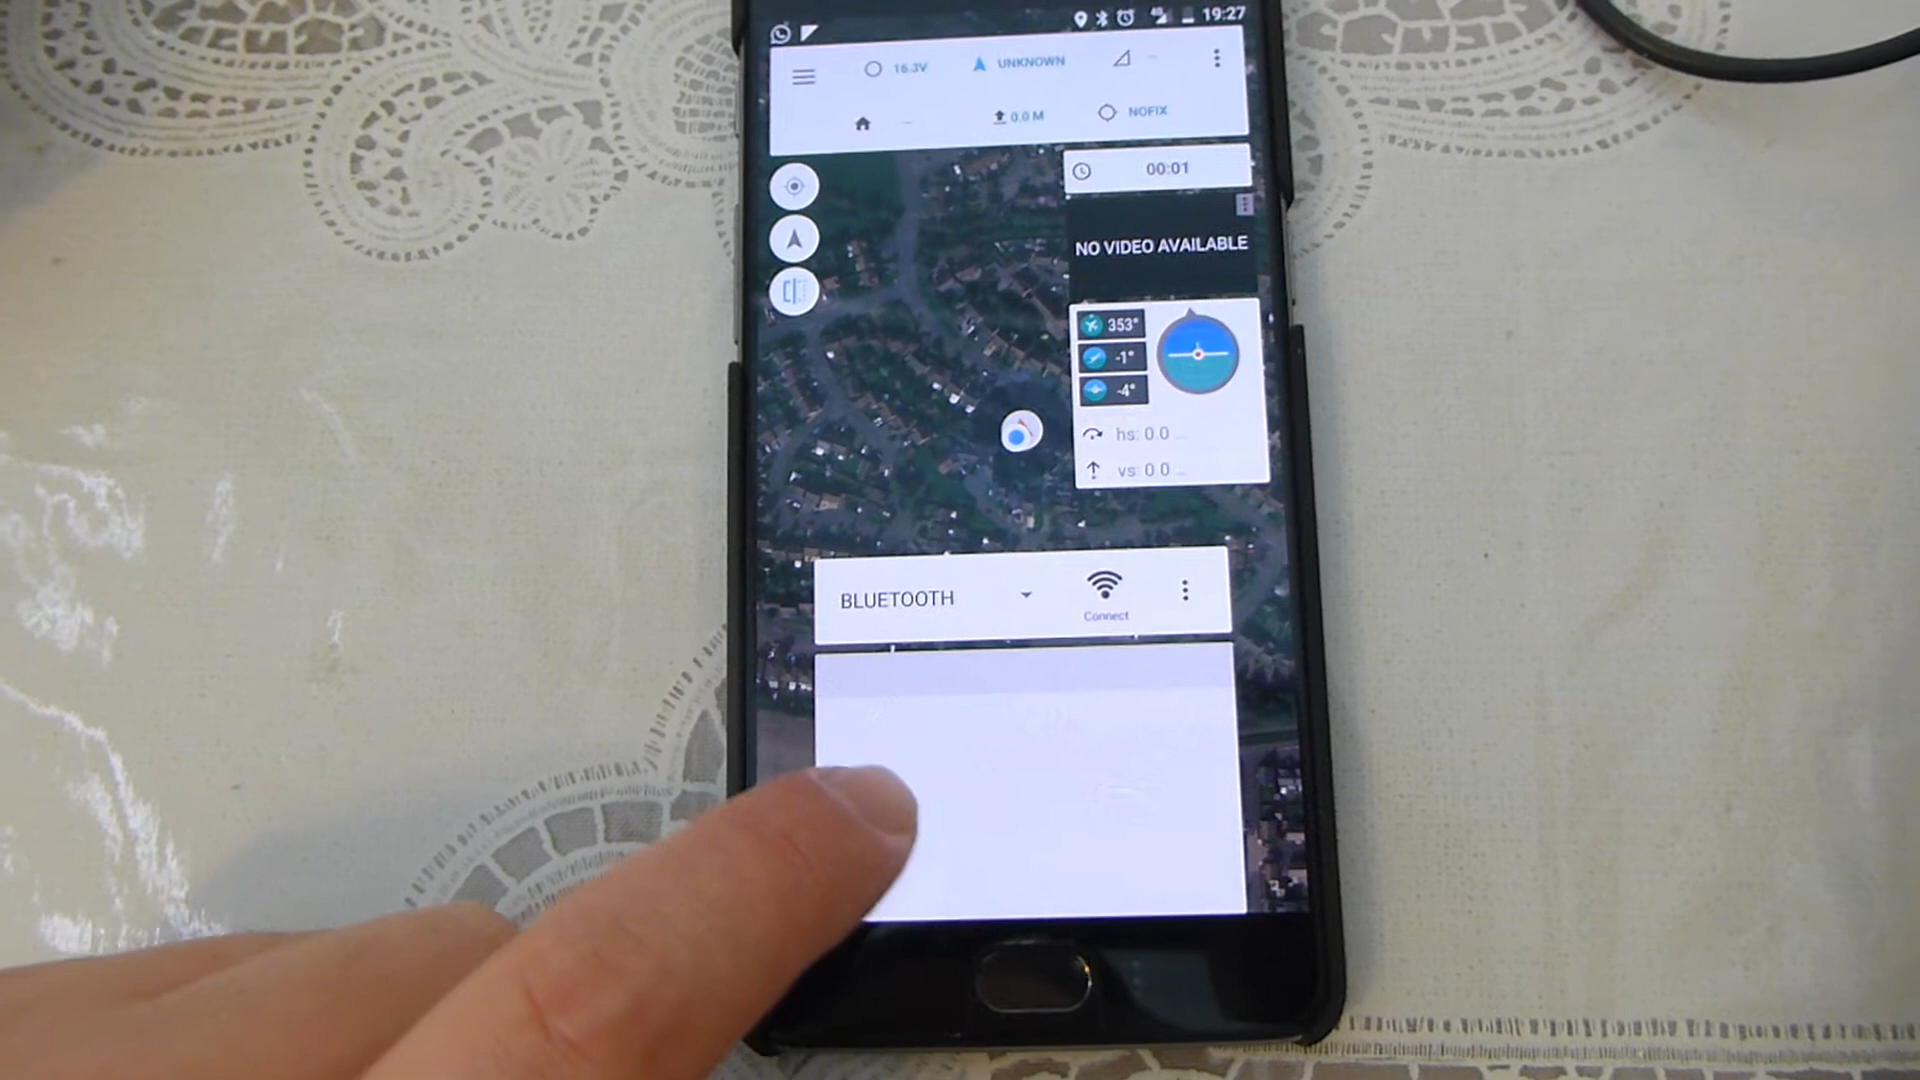 4G 19:27
16.3V UNKNOWN
0.0 M NOFIX
00:01
NO VIDEO AVAILABLE
353°
-1°
-4°
hs: 0.0
vs: 0.0
BLUETOOTH
Connect